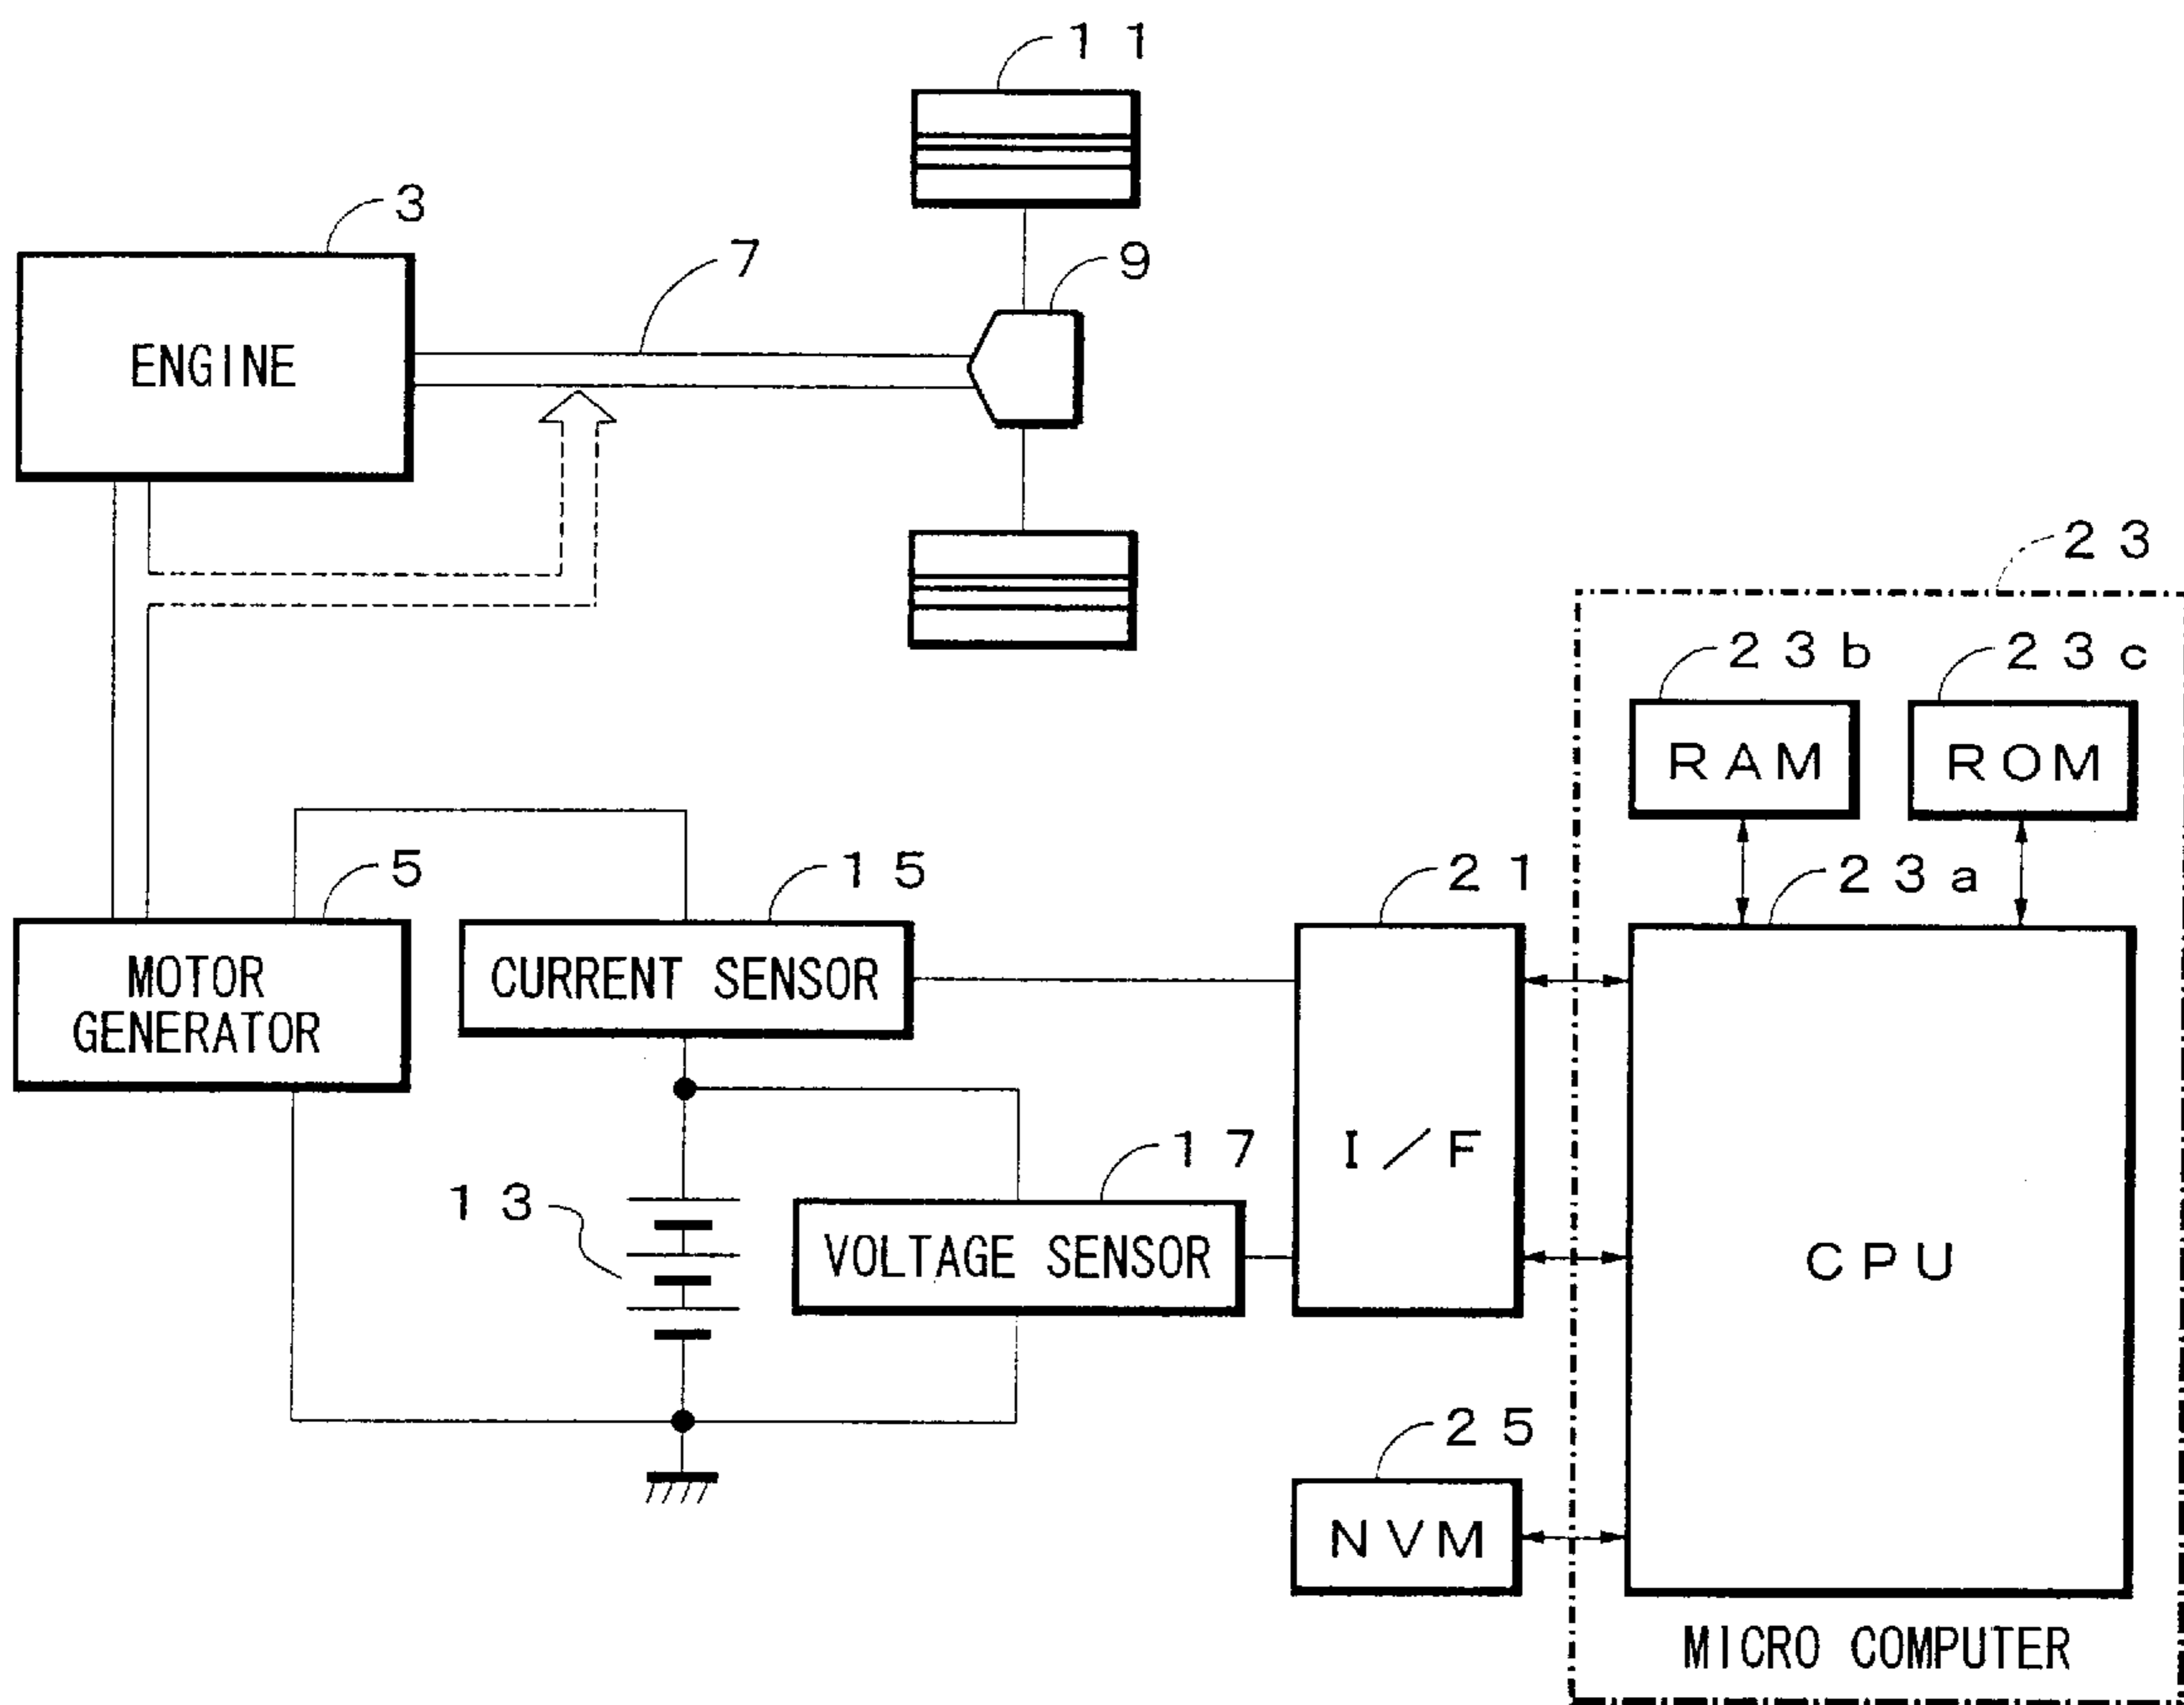 11
3
7
9
ENGINE
23
23b
23c
RAM
ROM
5
15
21
23a
MOTOR
GENERATOR
CURRENT SENSOR
I/F
17
13
VOLTAGE SENSOR
CPU
25
NVM
MICRO COMPUTER